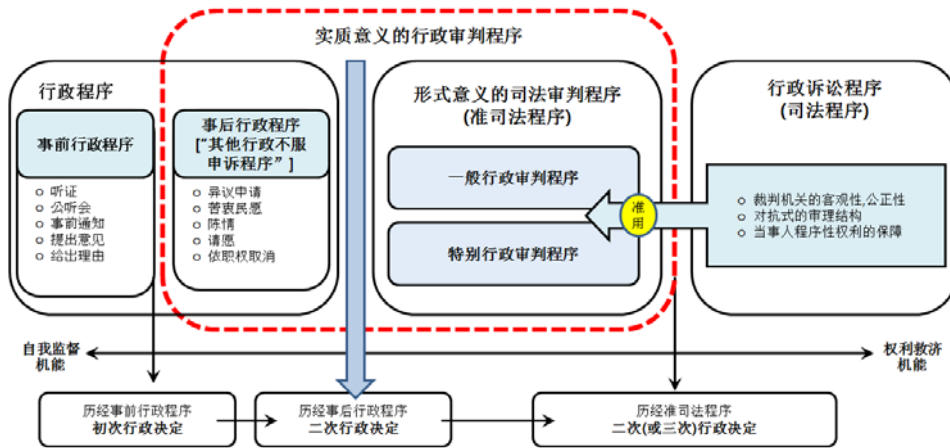 实质意义的行政审判程序
行政程序
事前行政程序
听证
公听会
事前通知
提出意见
给出理由
事后行政程序
[“其他行政不服
申诉程序”]
异议申请
苦衷民愿
陈情
请愿
依职权取消
形式意义的司法审判程序
(准司法程序)
一般行政审判程序
特别行政审判程序
准
用
行政诉讼程序
(司法程序)
裁判机关的客观性,公正性
对抗式的审理结构
当事人程序性权利的保障
自我监督
机能
权利救济
机能
历经事前行政程序
初次行政决定
历经事后行政程序
二次行政决定
历经准司法程序
二次(或三次)行政决定